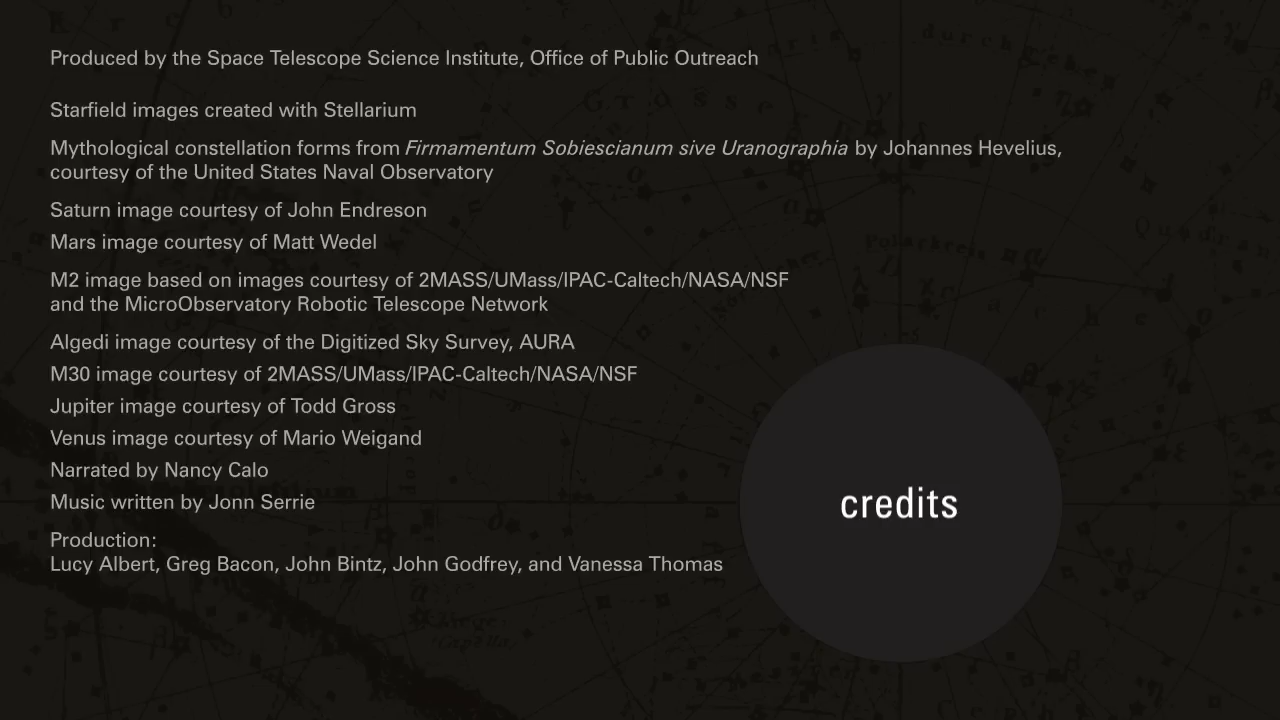 Produced by the Space Telescope Science Institute, Office of Public Outreach
Starfield images created with Stellarium
Mythological constellation forms from Firmamentum Sobiescianum sive Uranographia by Johannes Hevelius,
courtesy of the United States Naval Observatory
Saturn image courtesy of John Endreson
Mars image courtesy of Matt Wedel
M2 image based on images courtesy of 2MASS/UMass/IPAC-Caltech/NASA/NSF
and the MicroObservatory Robotic Telescope Network
Algedi image courtesy of the Digitized Sky Survey, AURA
M30 image courtesy of 2MASS/UMass/IPAC-Caltech/NASA/NSF
Jupiter image courtesy of Todd Gross
Venus image courtesy of Mario Weigand
Narrated by Nancy Calo
Music written by Jonn Serrie
Production:
Lucy Albert, Greg Bacon, John Bintz, John Godfrey, and Vanessa Thomas
credits